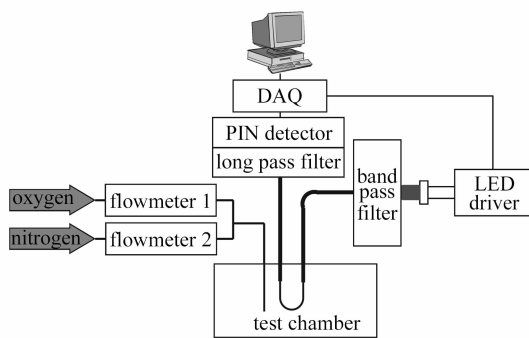 DAQ
PIN detector
long pass filter
band
pass
filter
LED
driver
oxygen
flowmeter 1
nitrogen
flowmeter 2
test chamber